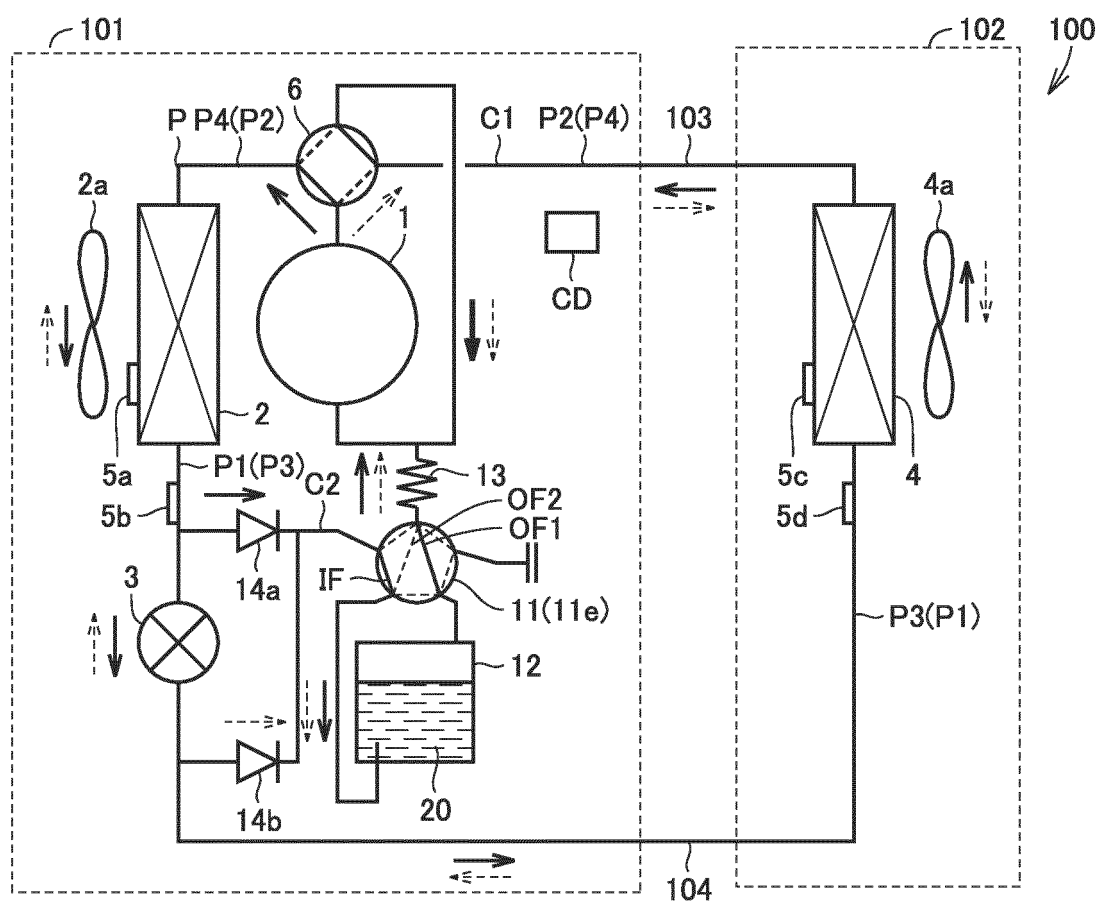 101
102
100
6
P
P4(P2)
C1
P2(P4)
103
2a
4a
1
CD
5a
2
5c
4
P1(P3)
13
5b
C2
OF2
5d
OF1
3
14a
IF
11(11e)
P3(P1)
12
14b
20
104